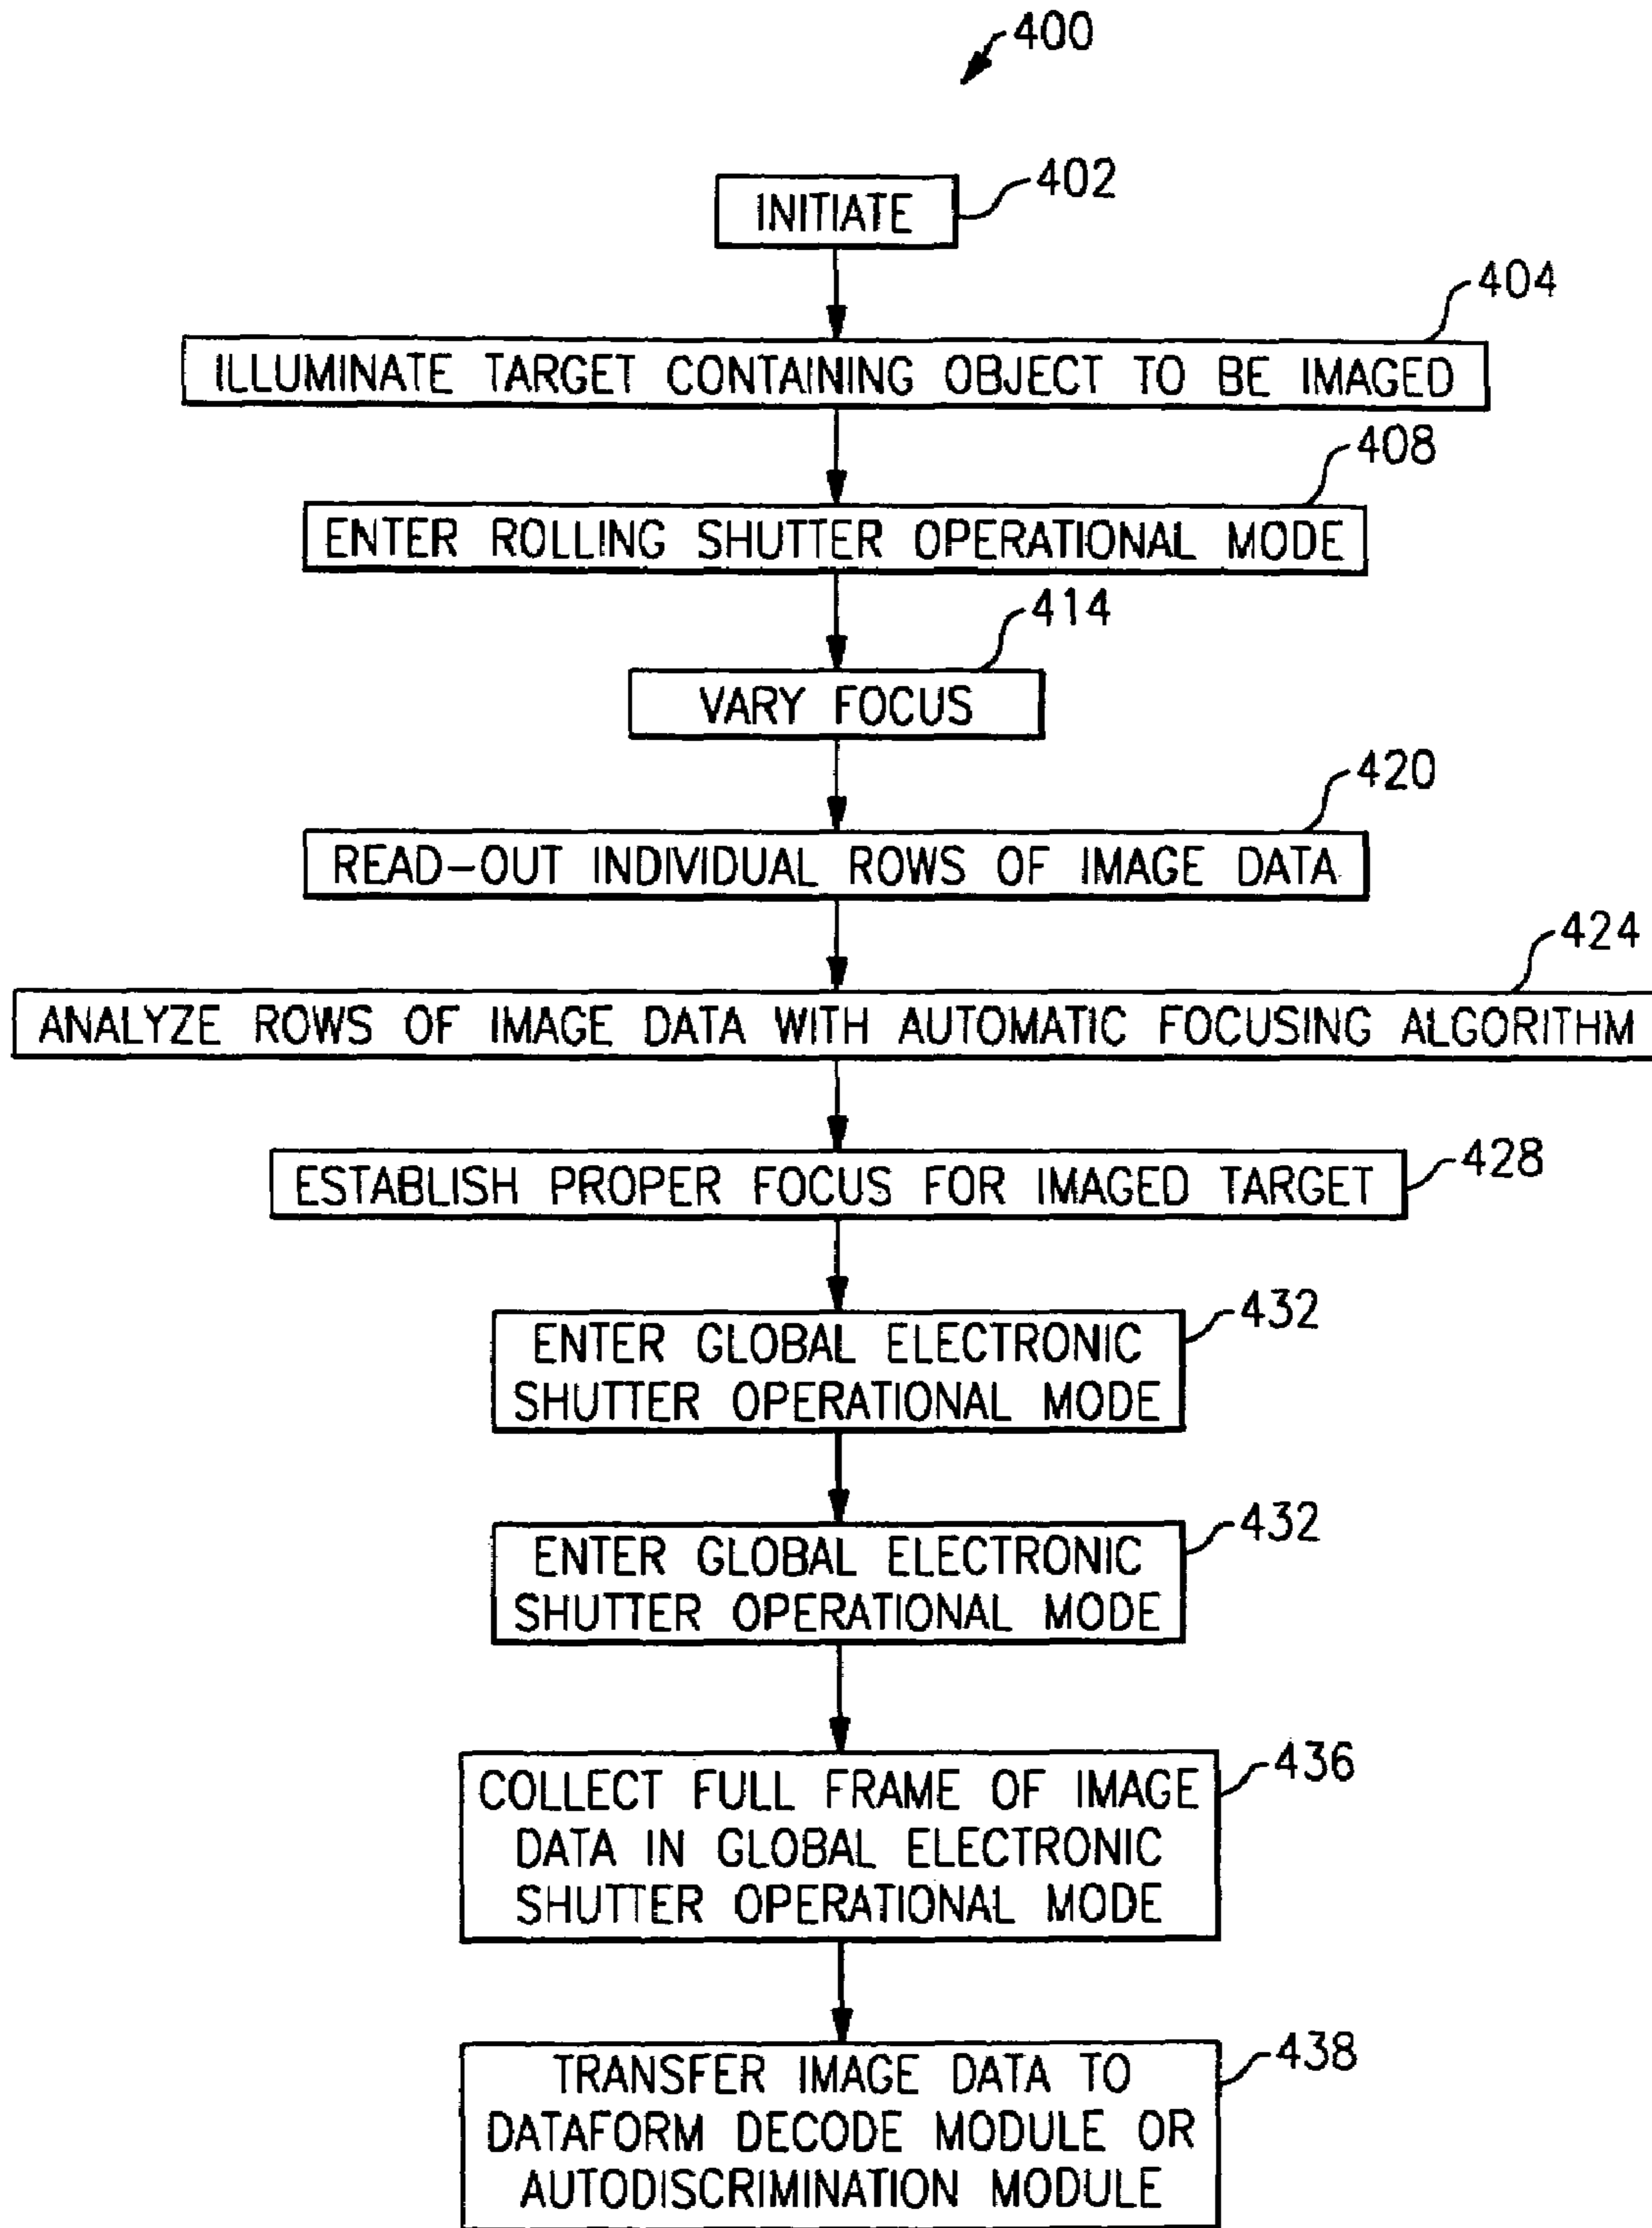 400
402
INITIATE
404
ILLUMINATE TARGET CONTAINING OBJECT TO BE IMAGED
408
ENTER ROLLING SHUTTER OPERATIONAL MODE
414
VARY FOCUS
420
READ-OUT INDIVIDUAL ROWS OF IMAGE DATA
424
ANALYZE ROWS OF IMAGE DATA WITH AUTOMATIC FOCUSING ALGORITHM
ESTABLISH PROPER FOCUS FOR IMAGED TARGET
428
432
ENTER GLOBAL ELECTRONIC
SHUTTER OPERATIONAL MODE
432
ENTER GLOBAL ELECTRONIC
SHUTTER OPERATIONAL MODE
436
COLLECT FULL FRAME OF IMAGE
DATA IN GLOBAL ELECTRONIC
SHUTTER OPERATIONAL MODE
438
TRANSFER IMAGE DATA TO
DATAFORM DECODE MODULE OR
AUTODISCRIMINATION MODULE